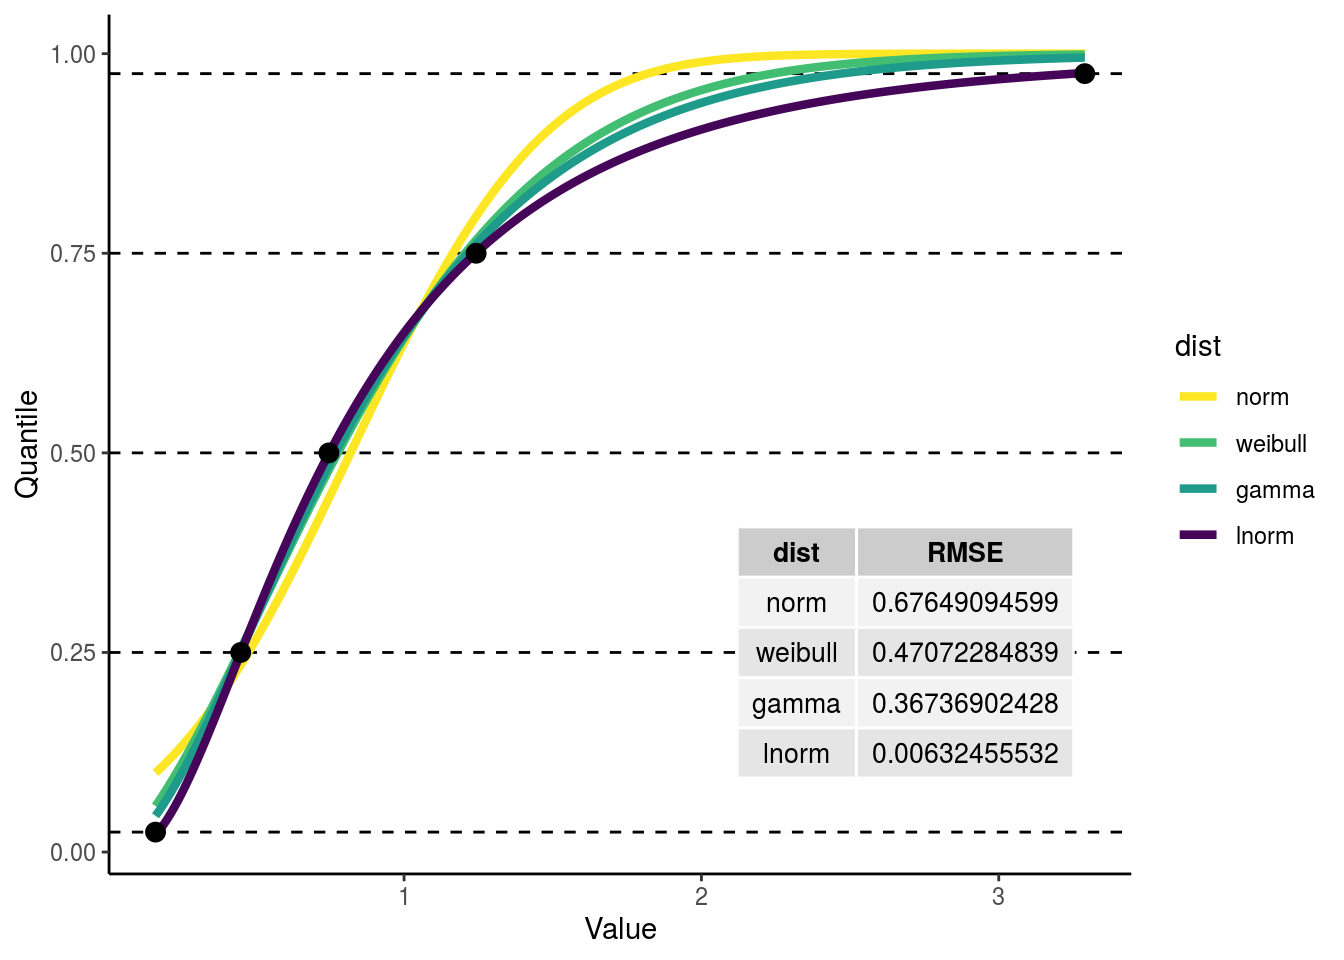 1.00
0.75
0.50
0.25
0.00
Quantile
1 2 3
Value
dist RMSE
norm 0.67649094599
weibull 0.47072284839
gamma 0.36736902428
lnorm 0.00632455532
dist
norm
weibull
gamma
lnorm